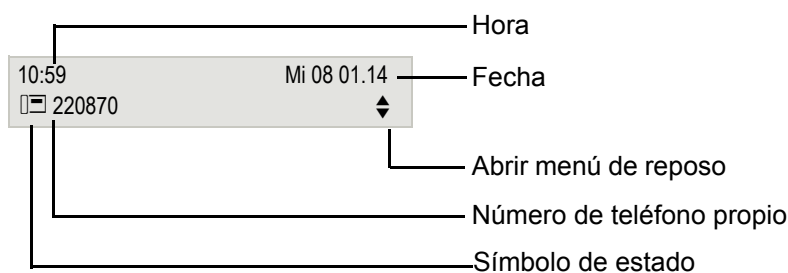 Hora
10:59 Mi 08 01.14
Fecha
220870
Abrir menú de reposo
Número de teléfono propio
Símbolo de estado